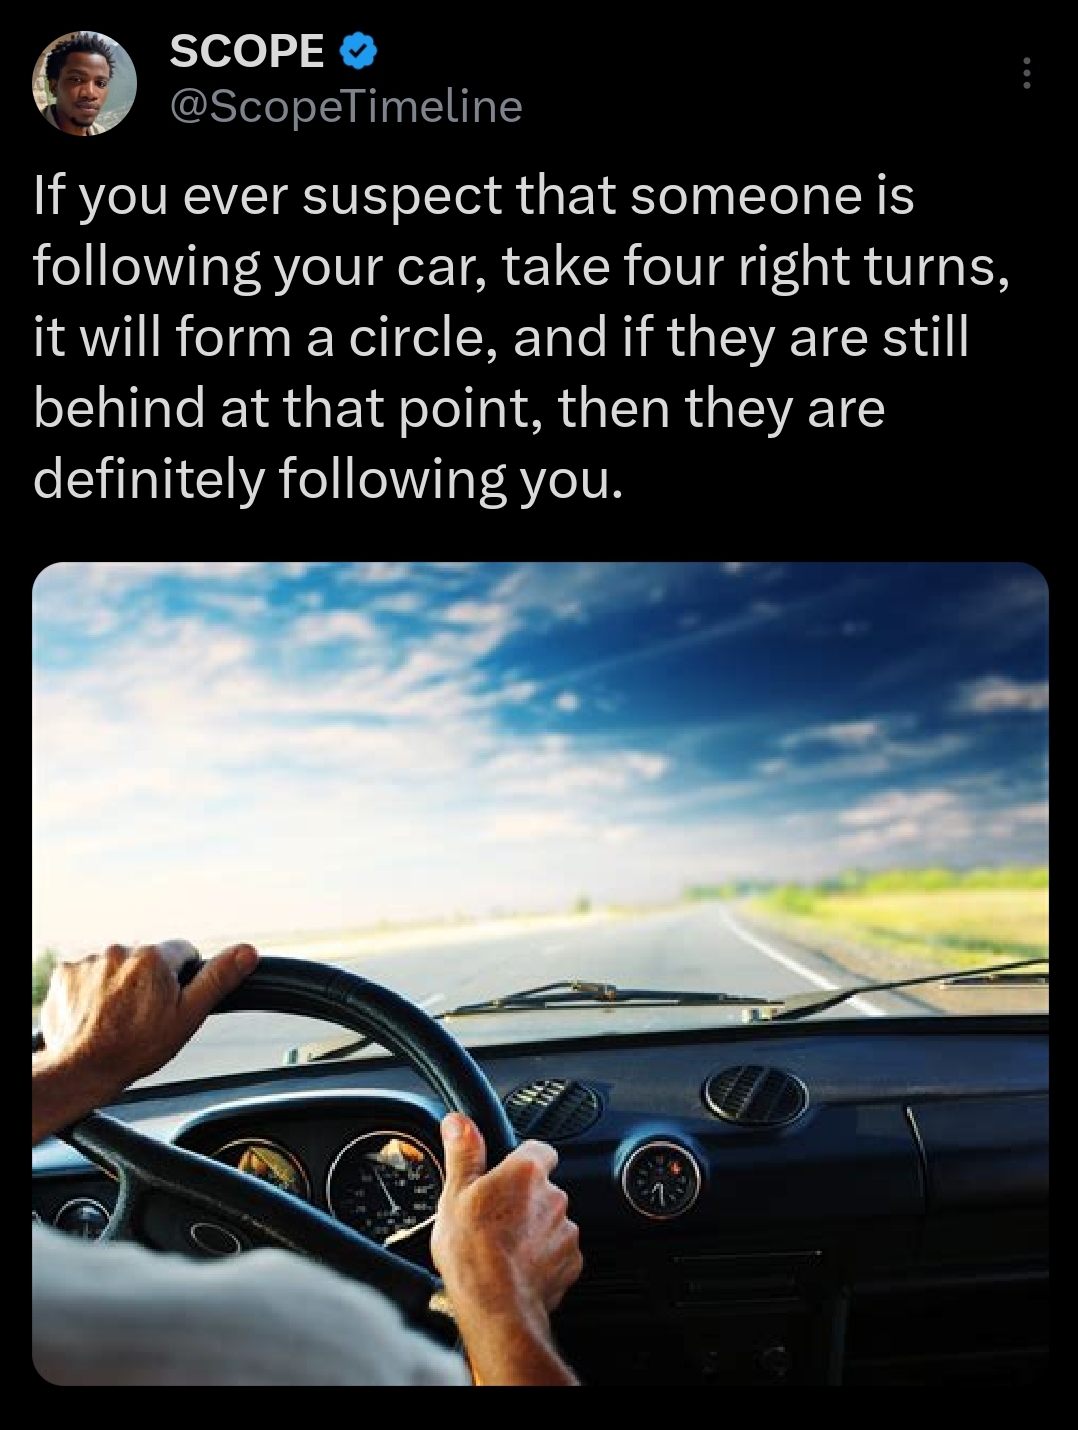 SCOPE
@ScopeTimeline
If you ever suspect that someone is
following your car, take four right turns,
it will form a circle, and if they are still
behind at that point, then they are
definitely following you.